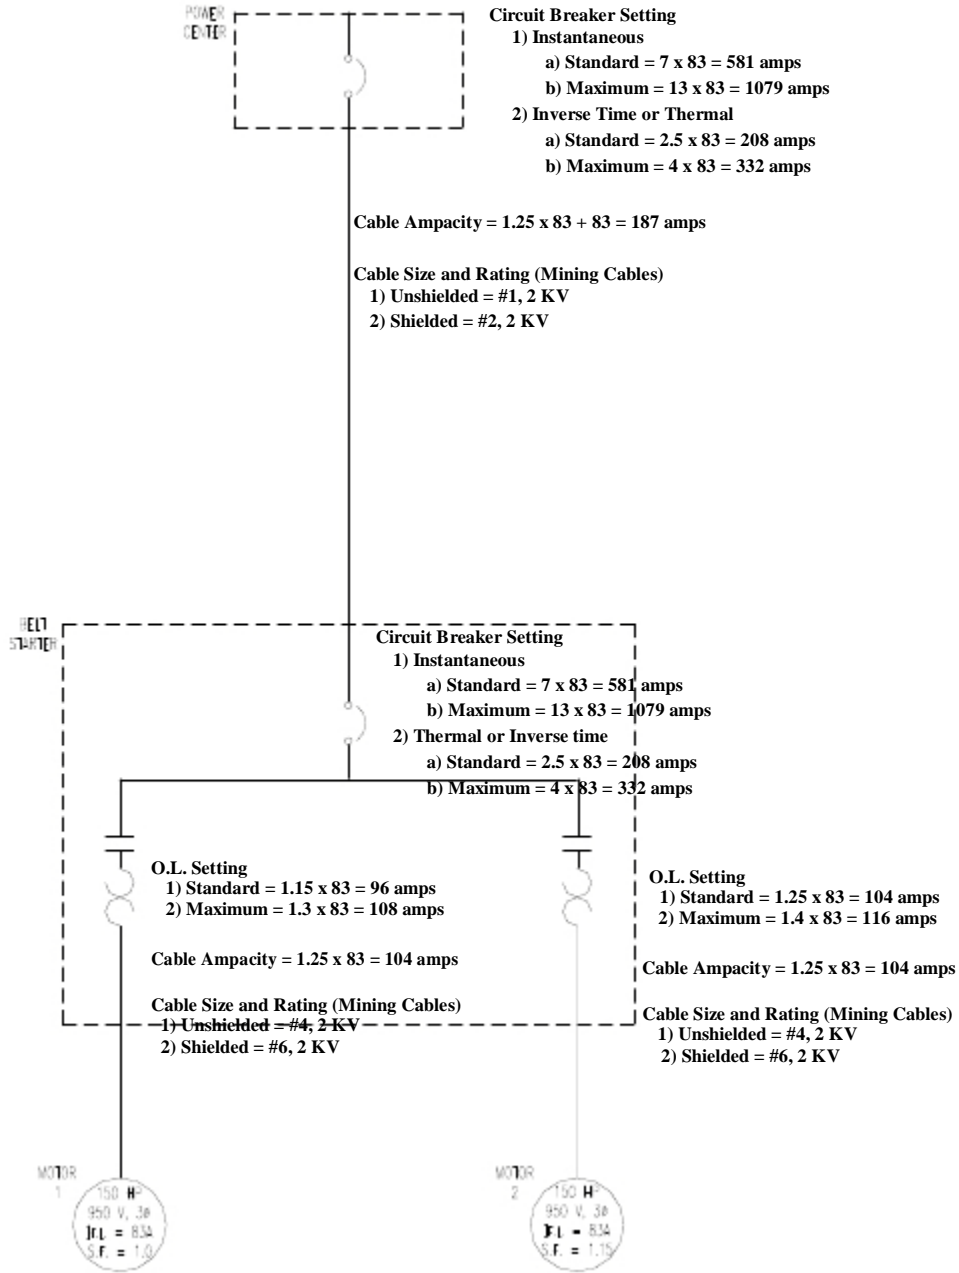 POWER
CENTER
Circuit Breaker Setting
1) Instantaneous
a) Standard = 7 x 83 = 581 amps
b) Maximum = 13 x 83 = 1079 amps
2) Inverse Time or Thermal
a) Standard = 2.5 x 83 = 208 amps
b) Maximum = 4 x 83 = 332 amps
Cable Ampacity = 1.25 x 83 + 83 = 187 amps
Cable Size and Rating (Mining Cables)
1) Unshielded = #1, 2 KV
2) Shielded = #2, 2 KV
BELT
STARTER
Circuit Breaker Setting
1) Instantaneous
a) Standard = 7 x 83 = 581 amps
b) Maximum = 13 x 83 = 1079 amps
2) Thermal or Inverse time
a) Standard = 2.5 x 83 = 208 amps
b) Maximum = 4 x 83 = 332 amps
O.L. Setting
1) Standard = 1.15 x 83 = 96 amps
2) Maximum = 1.3 x 83 = 108 amps
Cable Ampacity = 1.25 x 83 = 104 amps
Cable Size and Rating (Mining Cables)
1) Unshielded = #4, 2 KV
2) Shielded = #6, 2 KV
O.L. Setting
1) Standard = 1.25 x 83 = 104 amps
2) Maximum = 1.4 x 83 = 116 amps
Cable Ampacity = 1.25 x 83 = 104 amps
Cable Size and Rating (Mining Cables)
1) Unshielded = #4, 2 KV
2) Shielded = #6, 2 KV
MOTOR
1
150 HP
950 V, 3ø
= 83A
S.F. = 1.0
MOTOR
2
150 HP
950 V, 3ø
= 83A
S.F. = 1.15